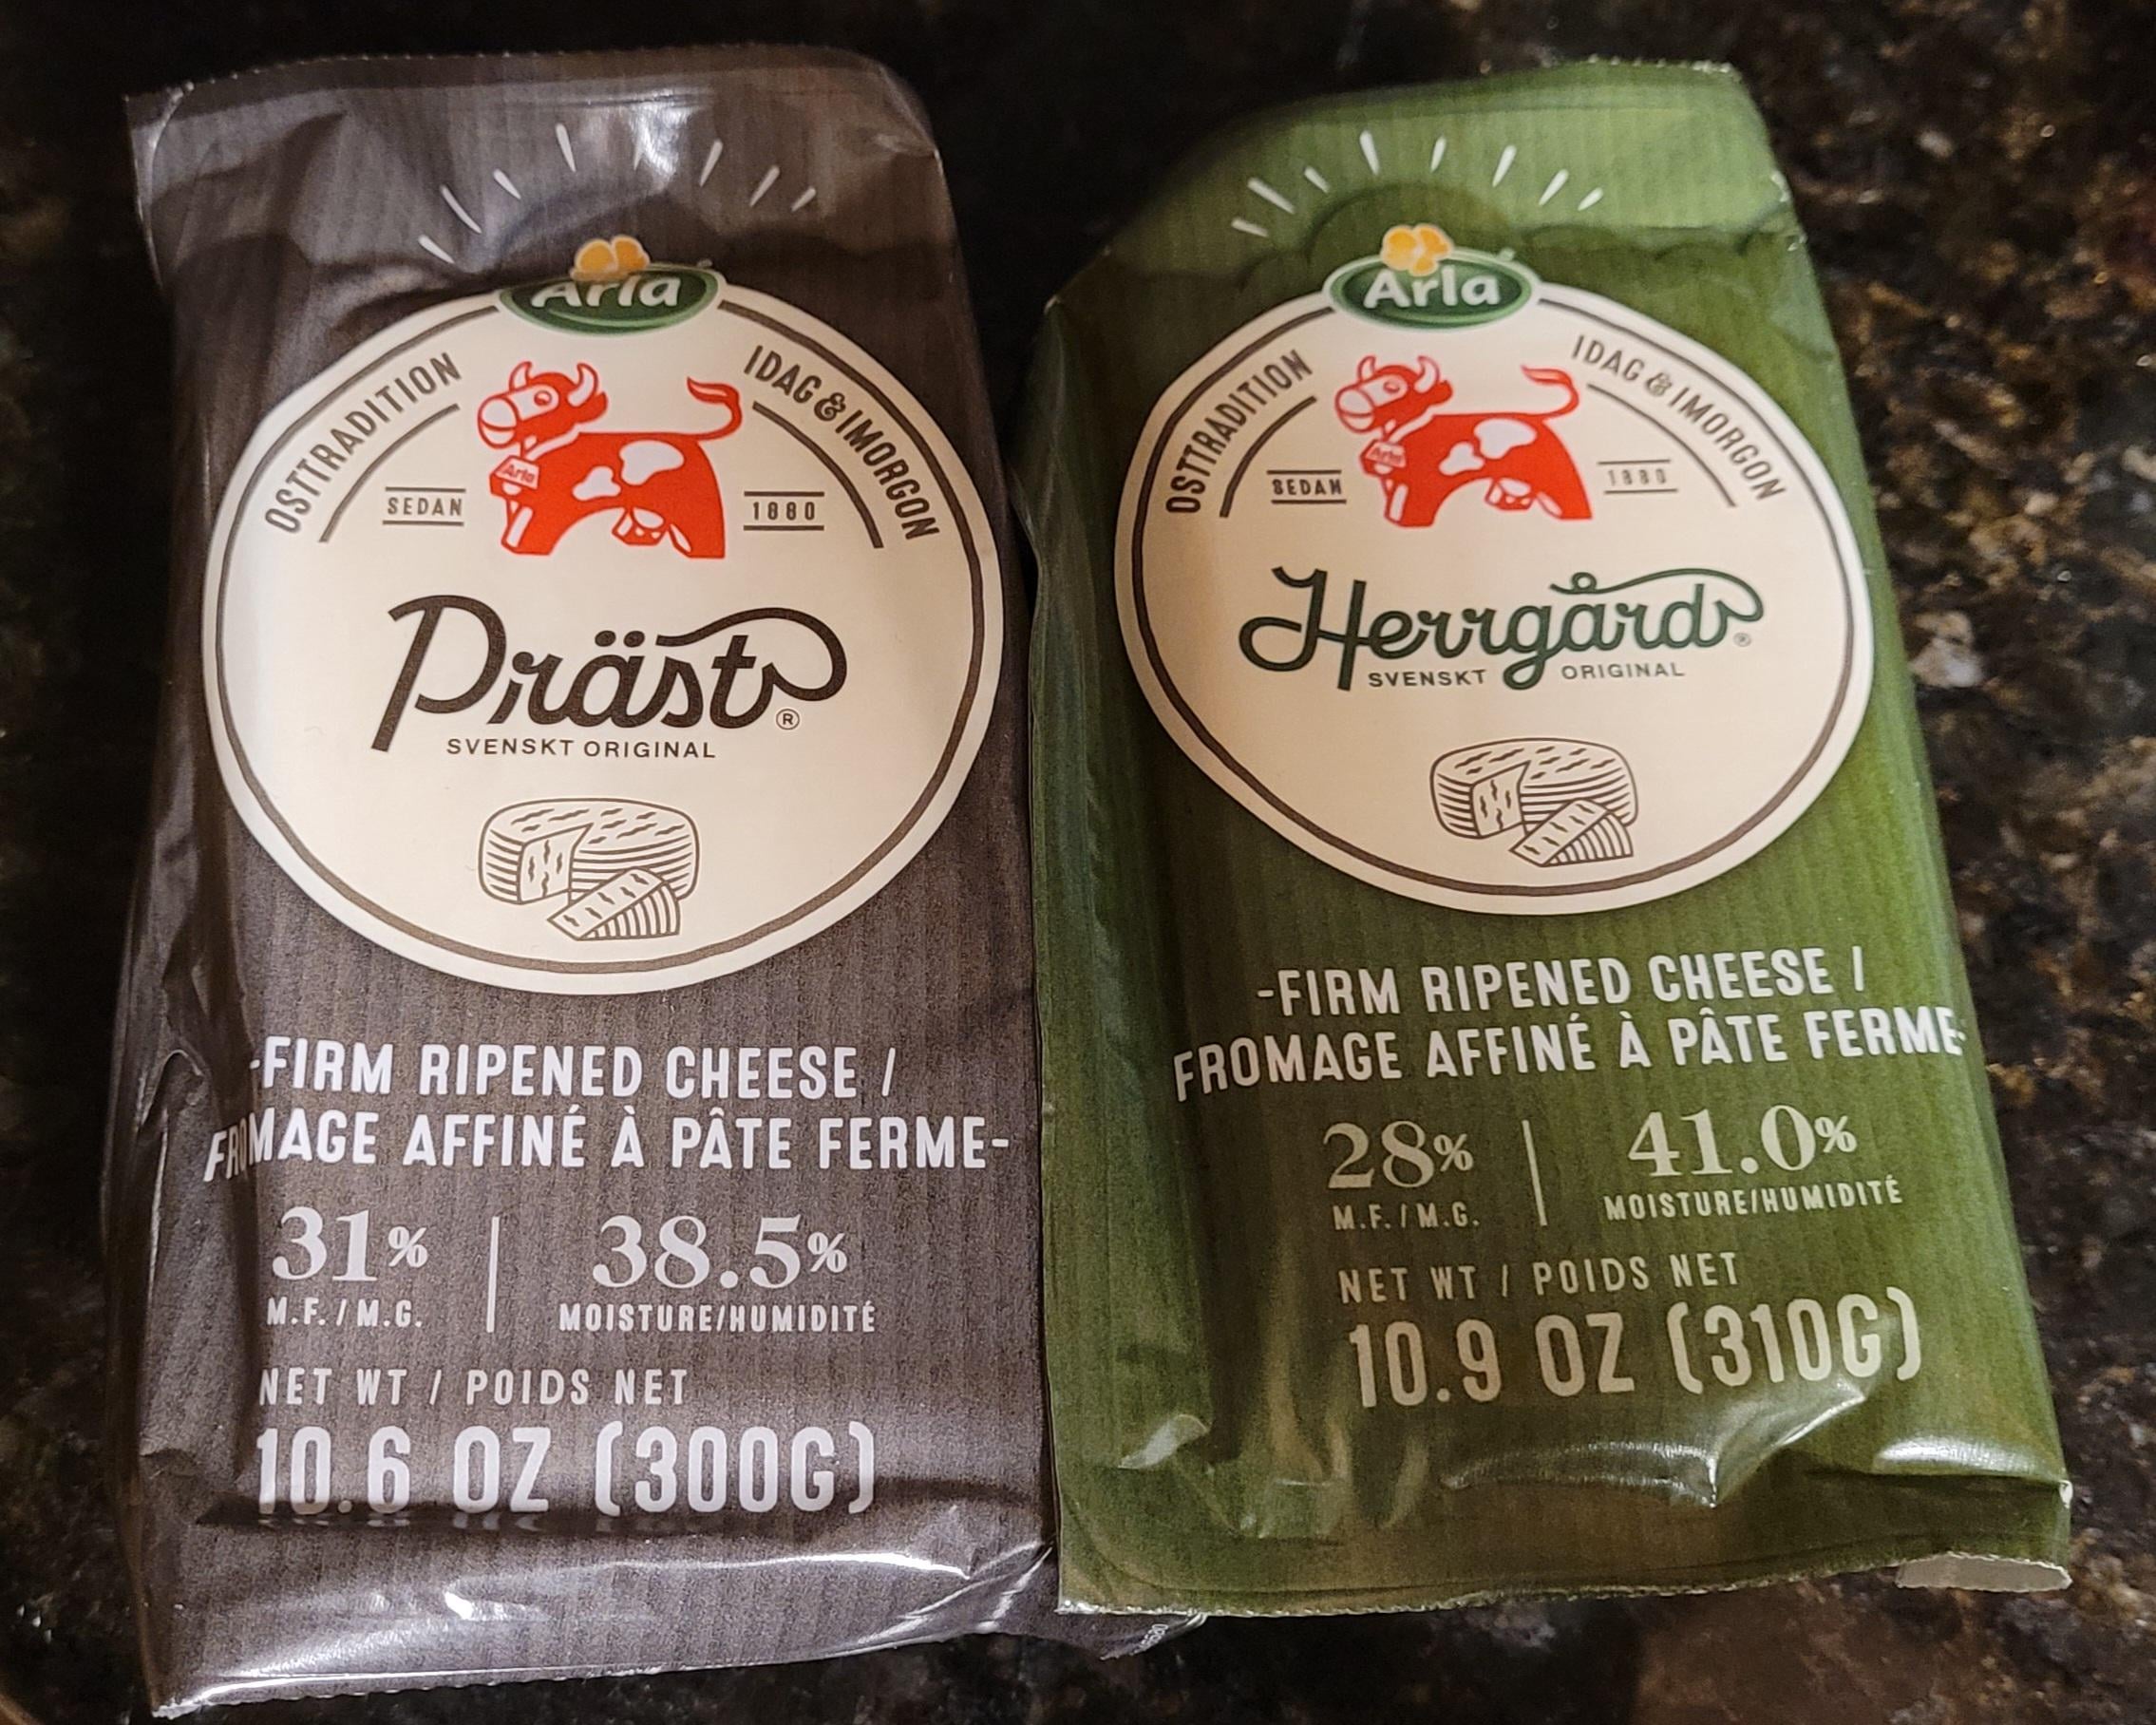 Arla
OSTTRADITION IDAG & IMORGON
Arla
SEDAN 1880
Präst®
SVENSKT ORIGINAL
-FIRM RIPENED CHEESE /
FROMAGE AFFINÉ À PÂTE FERME-
31% 38.5%
M.F. / M.G. MOISTURE/HUMIDITÉ
NET WT / POIDS NET
10.6 OZ (300G)
Arla
OSTTRADITION IDAG & IMORGON
Arla
SEDAN 1880
Herrgård®
SVENSKT ORIGINAL
-FIRM RIPENED CHEESE /
FROMAGE AFFINÉ À PÂTE FERME-
28% 41.0%
M.F. / M.G. MOISTURE/HUMIDITÉ
NET WT / POIDS NET
10.9 OZ (310G)